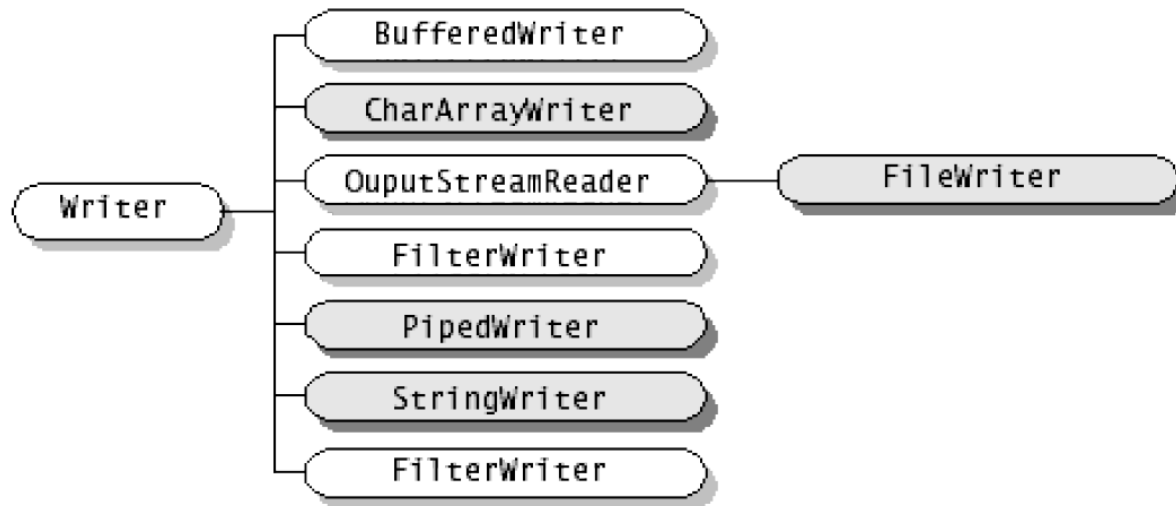 BufferedWriter
CharArrayWriter
OuputStreamReader
FileWriter
Writer
FilterWriter
PipedWriter
StringWriter
FilterWriter